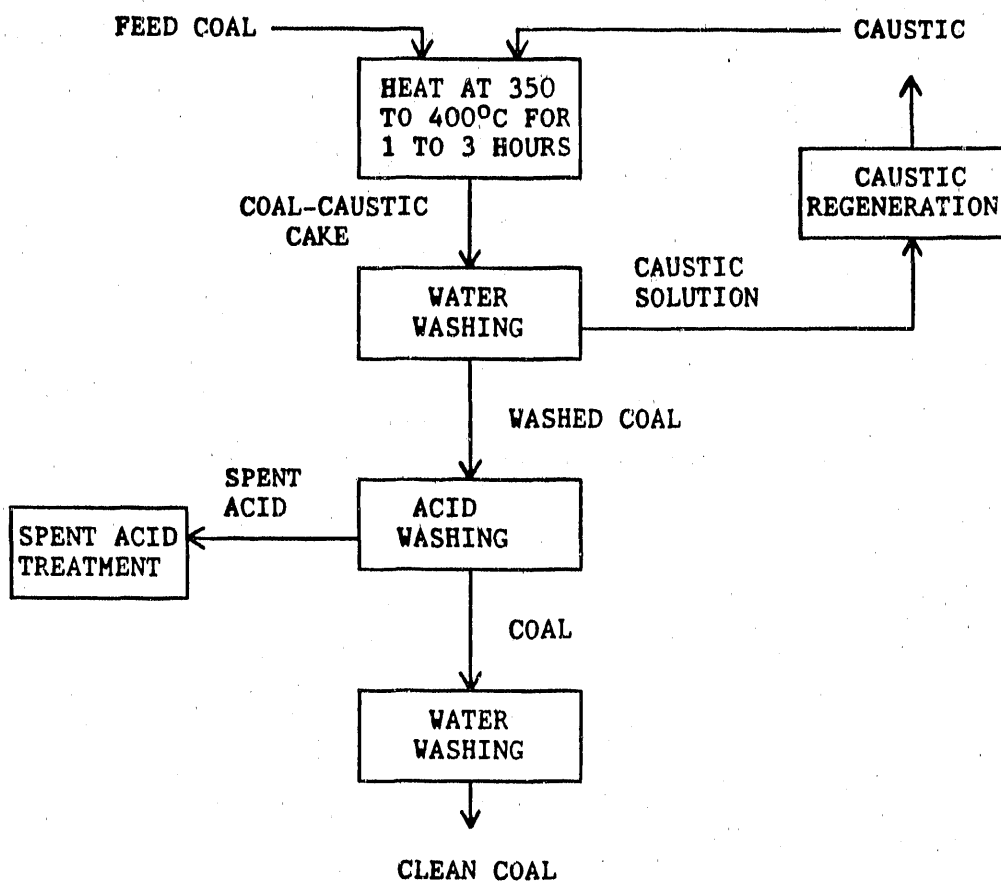 FEED COAL
CAUSTIC
HEAT AT 350
TO 400°C FOR
1 TO 3 HOURS
CAUSTIC
REGENERATION
COAL-CAUSTIC
CAKE
CAUSTIC
SOLUTION
WATER
WASHING
WASHED COAL
SPENT
ACID
ACID
WASHING
SPENT ACID
TREATMENT
COAL
WATER
WASHING
CLEAN COAL